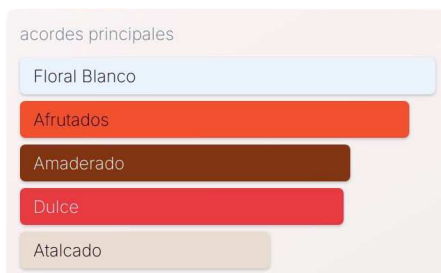 acordes principales
Floral Blanco
Afrutados
Amaderado
Dulce
Atalcado